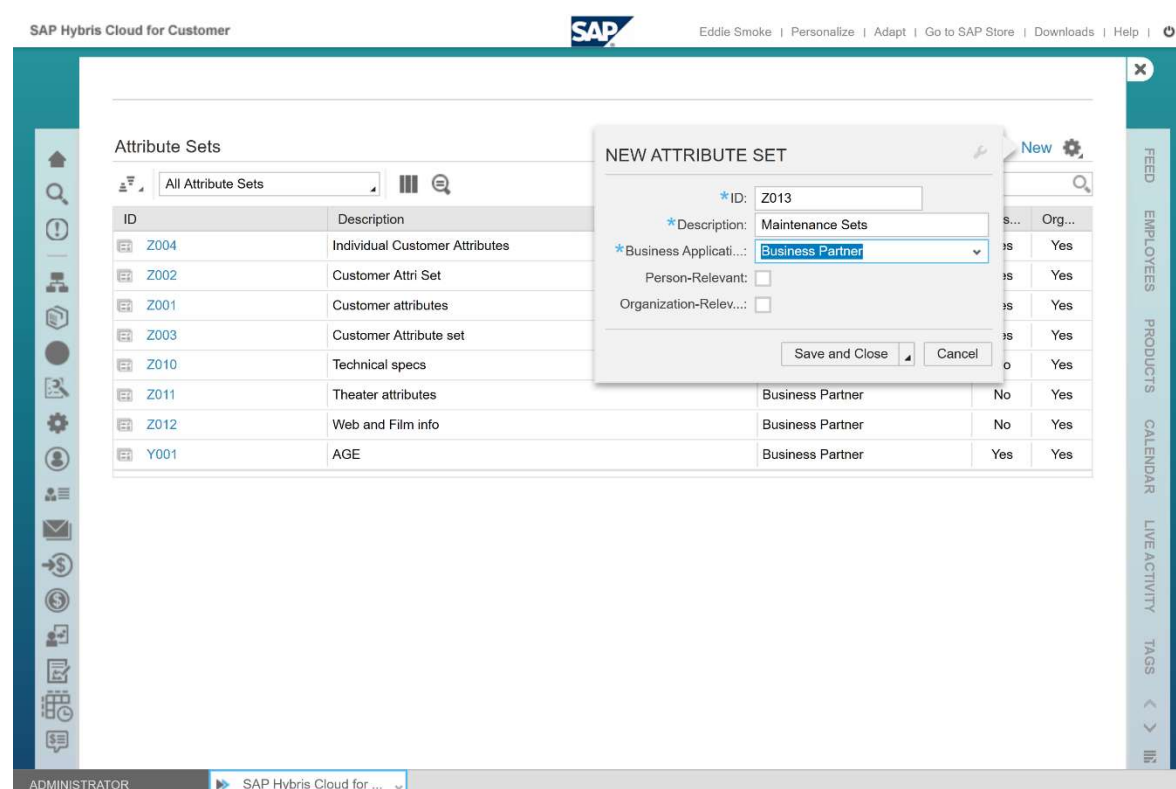 SAP Hybris Cloud for Customer
SAP
Eddie Smoke | Personalize | Adapt | Go to SAP Store | Downloads | Help |
Attribute Sets
New
All Attribute Sets
NEW ATTRIBUTE SET
*ID: Z013
*Description: Maintenance Sets
*Business Applicati...: Business Partner
Person-Relevant:
Organization-Relev...:
Save and Close
Cancel
ID Description s... Org...
Z004 Individual Customer Attributes es Yes
Z002 Customer Attri Set es Yes
Z001 Customer attributes es Yes
Z003 Customer Attribute set es Yes
Z010 Technical specs o Yes
Z011 Theater attributes Business Partner No Yes
Z012 Web and Film info Business Partner No Yes
Y001 AGE Business Partner Yes Yes
FEED
EMPLOYEES
PRODUCTS
CALENDAR
LIVE ACTIVITY
TAGS
ADMINISTRATOR
SAP Hybris Cloud for ...